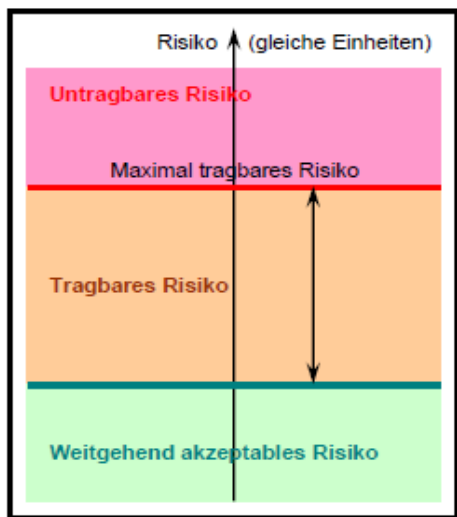 Risiko (gleiche Einheiten)
Untragbares Risiko
Maximal tragbares Risiko
Tragbares Risiko
Weitgehend akzeptables Risiko